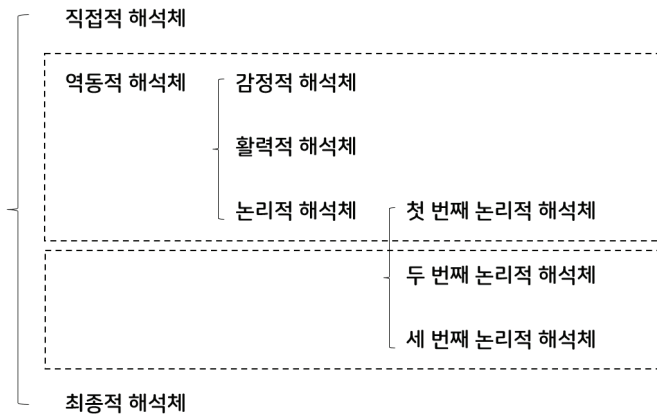 직접적 해석체
역동적 해석체 감정적 해석체
활력적 해석체
논리적 해석체 첫 번째 논리적 해석체
두 번째 논리적 해석체
세 번째 논리적 해석체
최종적 해석체